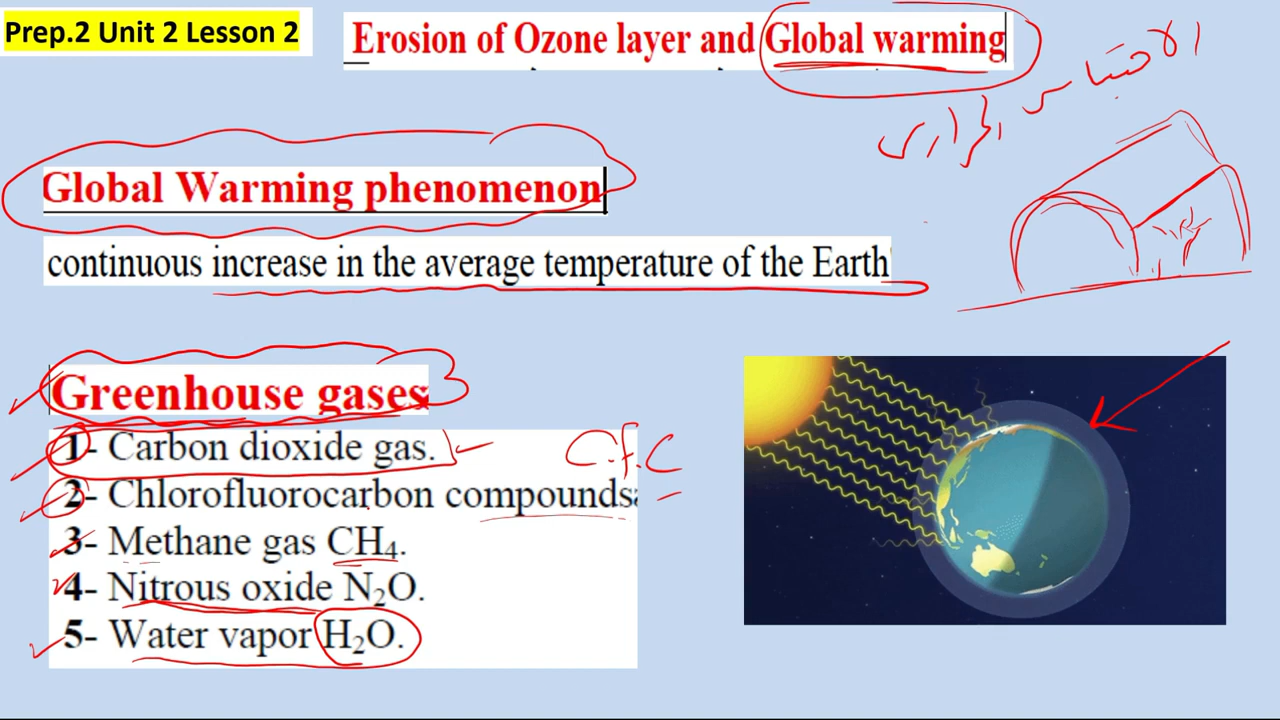 Prep.2 Unit 2 Lesson 2
Erosion of Ozone layer and Global warming
الاحتباس
الحرارى
Global Warming phenomenon
continuous increase in the average temperature of the Earth
Greenhouse gases
1- Carbon dioxide gas.
C.f.C
2- Chlorofluorocarbon compounds
3- Methane gas CH₄.
4- Nitrous oxide N₂O.
5- Water vapor H₂O.